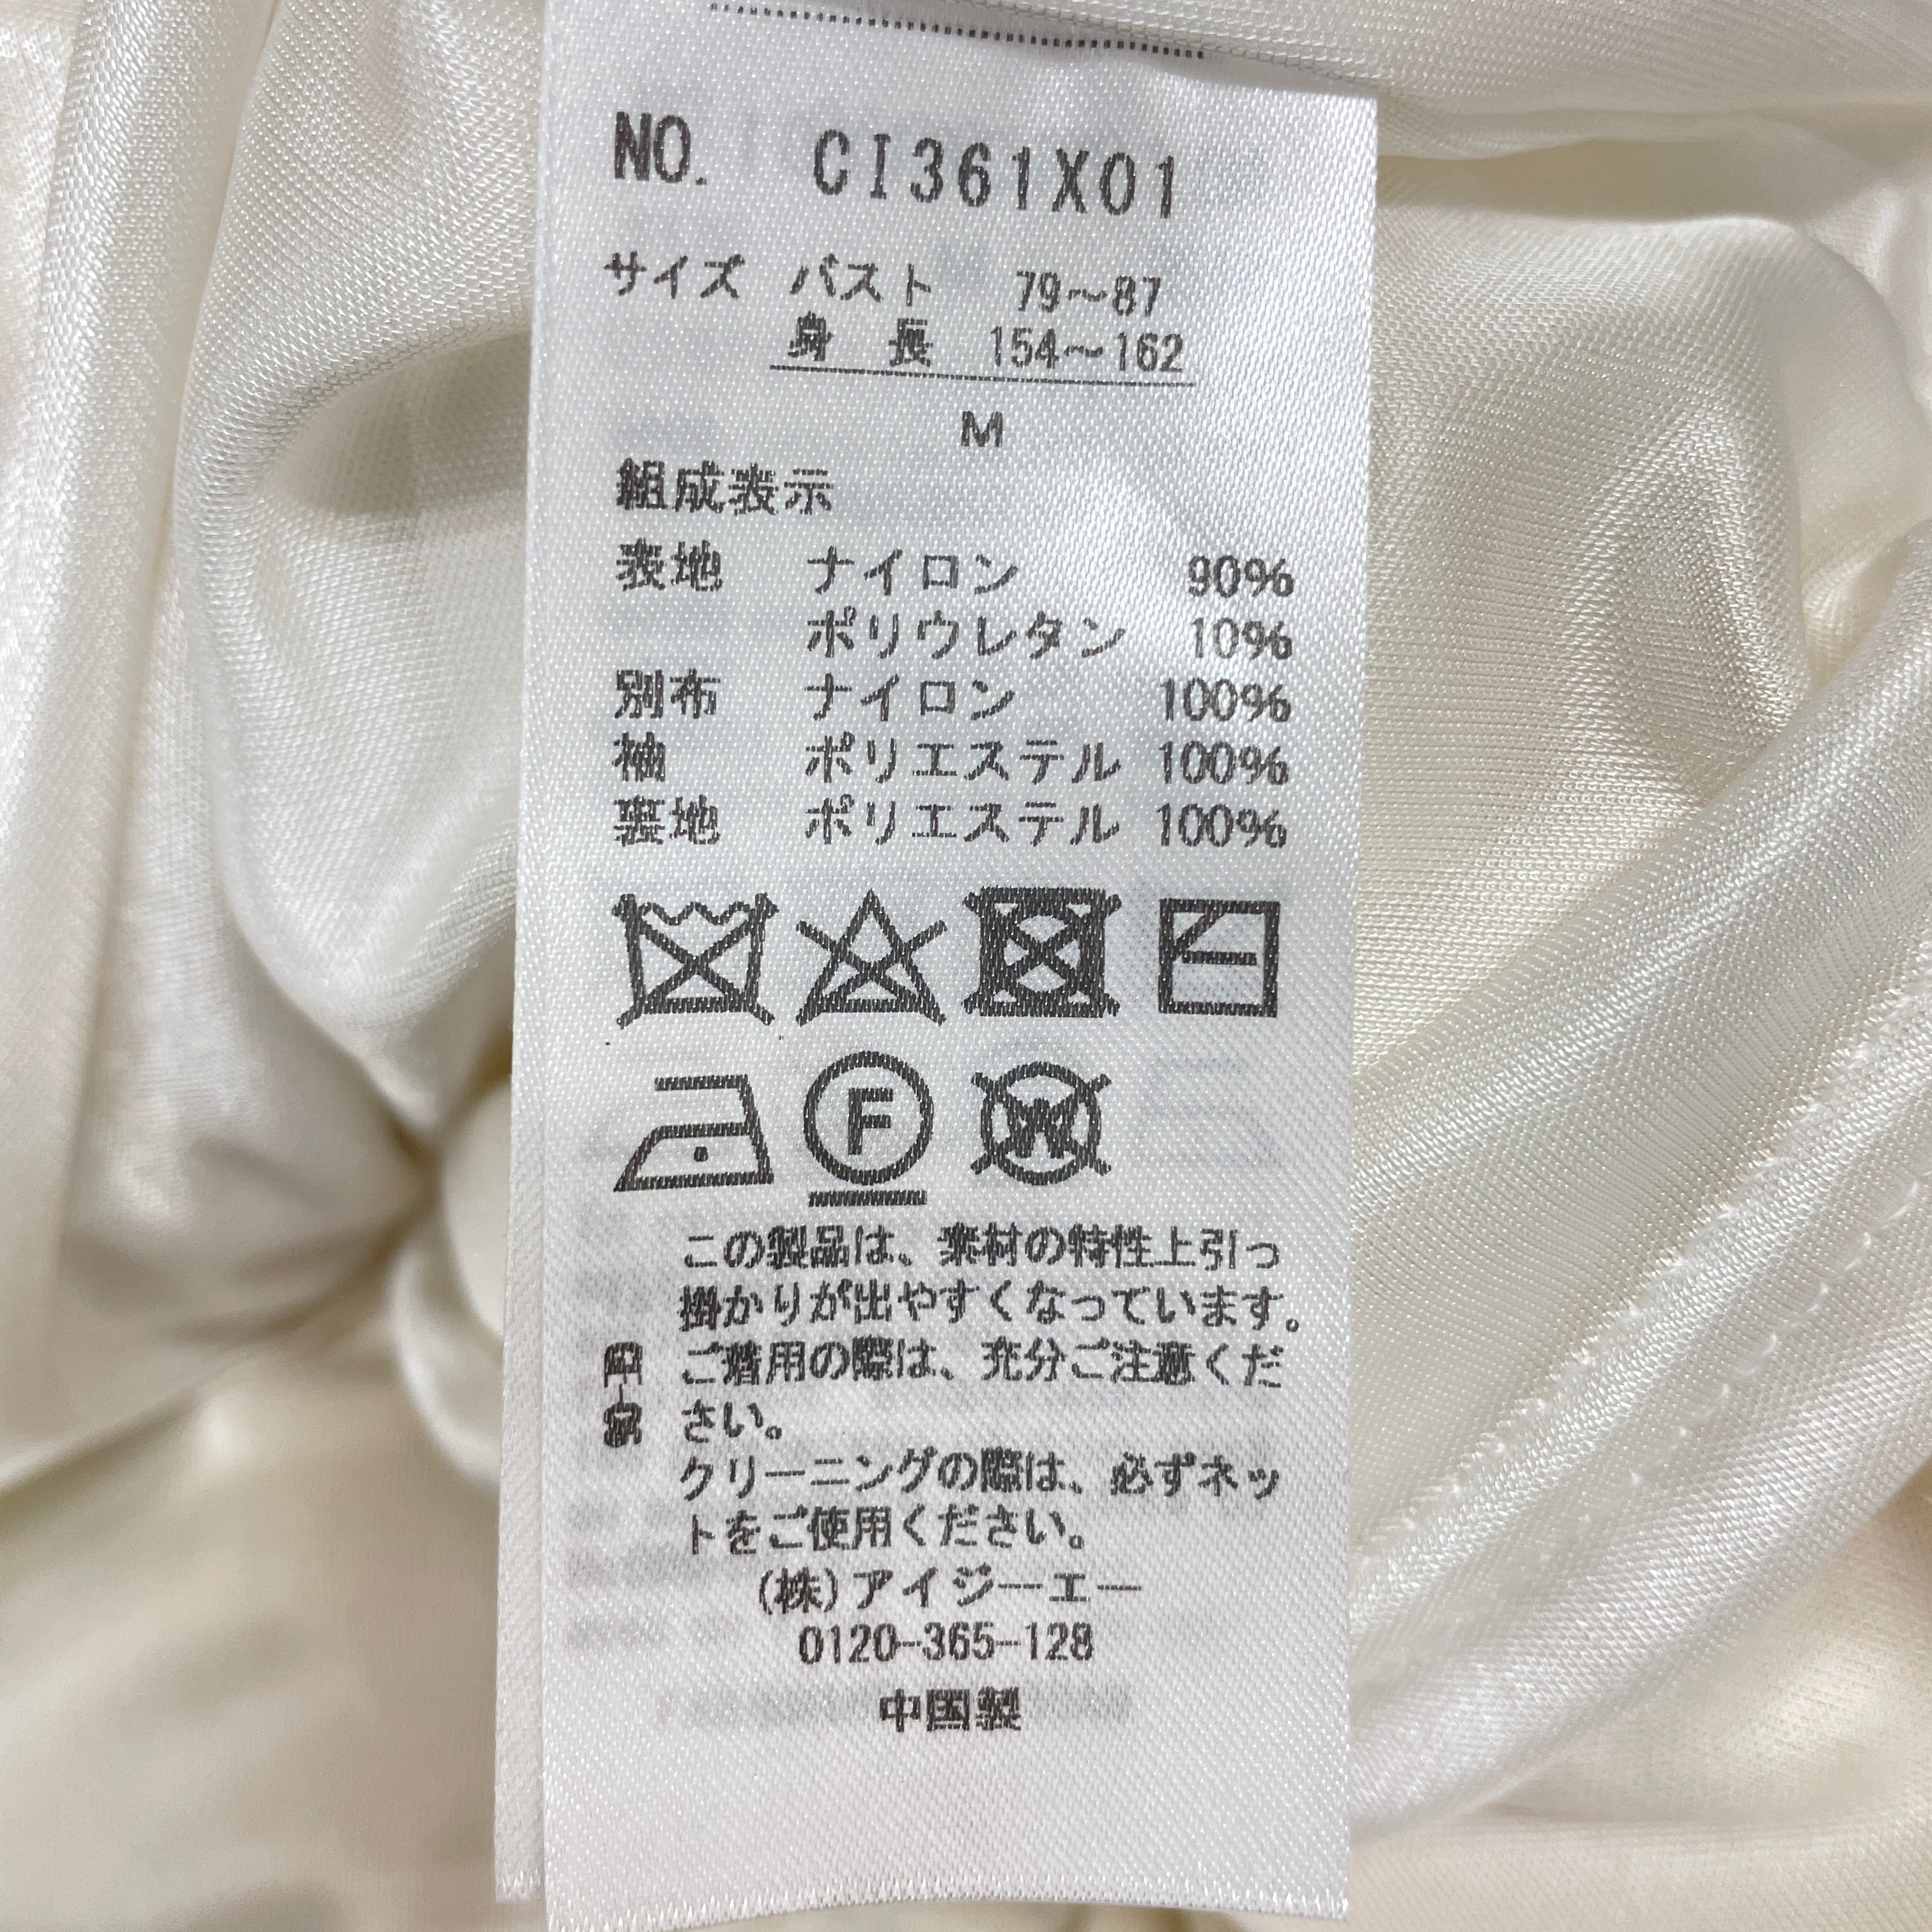 NO. CI361X01
サイズ バスト 79〜87
身 長 154〜162
M
組成表示
表地 ナイロン 90%
ポリウレタン 10%
別布 ナイロン 100%
袖 ポリエステル 100%
裏地 ポリエステル 100%
F
W
この製品は、素材の特性上引っ
掛かりが出やすくなっています。
ご着用の際は、充分ご注意くだ
さい。
クリーニングの際は、必ずネッ
トをご使用ください。
(株)アイジーエー
0120-365-128
中国製